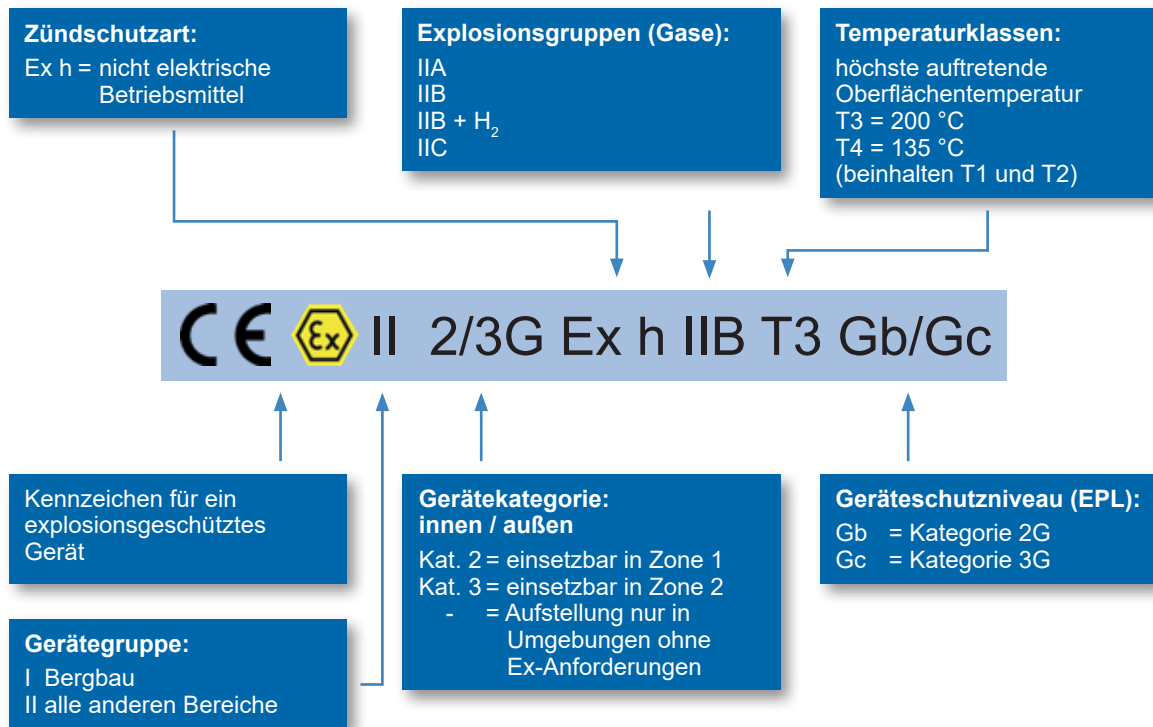 Zündschutzart:
Ex h = nicht elektrische
Betriebsmittel
Explosionsgruppen (Gase):
IIA
IIB
IIB + H₂
IIC
Temperaturklassen:
höchste auftretende
Oberflächentemperatur
T3 = 200 °C
T4 = 135 °C
(beinhalten T1 und T2)
CE Ex II 2/3G Ex h IIB T3 Gb/Gc
Kennzeichen für ein
explosionsgeschütztes
Gerät
Gerätegruppe:
I Bergbau
II alle anderen Bereiche
Gerätekategorie:
innen / außen
Kat. 2 = einsetzbar in Zone 1
Kat. 3 = einsetzbar in Zone 2
- = Aufstellung nur in
Umgebungen ohne
Ex-Anforderungen
Geräteschutzniveau (EPL):
Gb = Kategorie 2G
Gc = Kategorie 3G